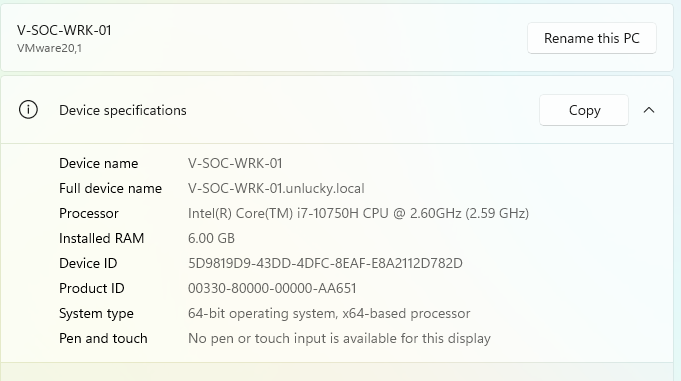 V-SOC-WRK-01
VMware20,1
Rename this PC
Device specifications
Copy
Device name V-SOC-WRK-01
Full device name V-SOC-WRK-01.unlucky.local
Processor Intel(R) Core(TM) i7-10750H CPU @ 2.60GHz (2.59 GHz)
Installed RAM 6.00 GB
Device ID 5D9819D9-43DD-4DFC-8EAF-E8A2112D782D
Product ID 00330-80000-00000-AA651
System type 64-bit operating system, x64-based processor
Pen and touch No pen or touch input is available for this display